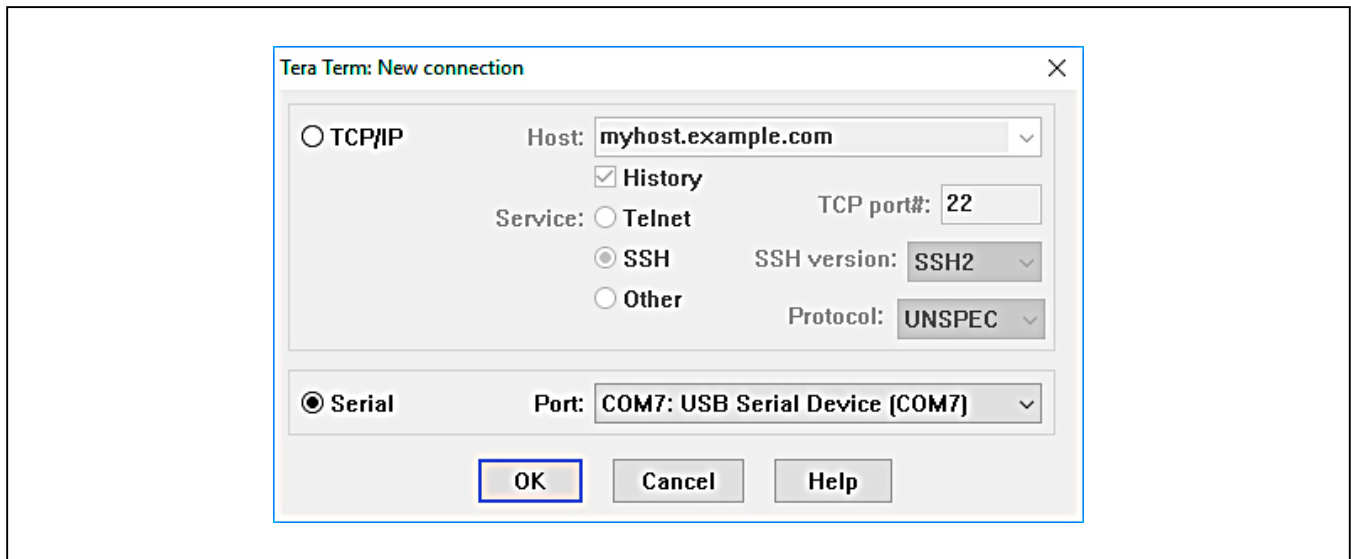 Tera Term: New connection
TCP/IP Host: myhost.example.com
History
Service: Telnet TCP port#: 22
SSH SSH version: SSH2
Other Protocol: UNSPEC
Serial Port: COM7: USB Serial Device (COM7)
OK Cancel Help